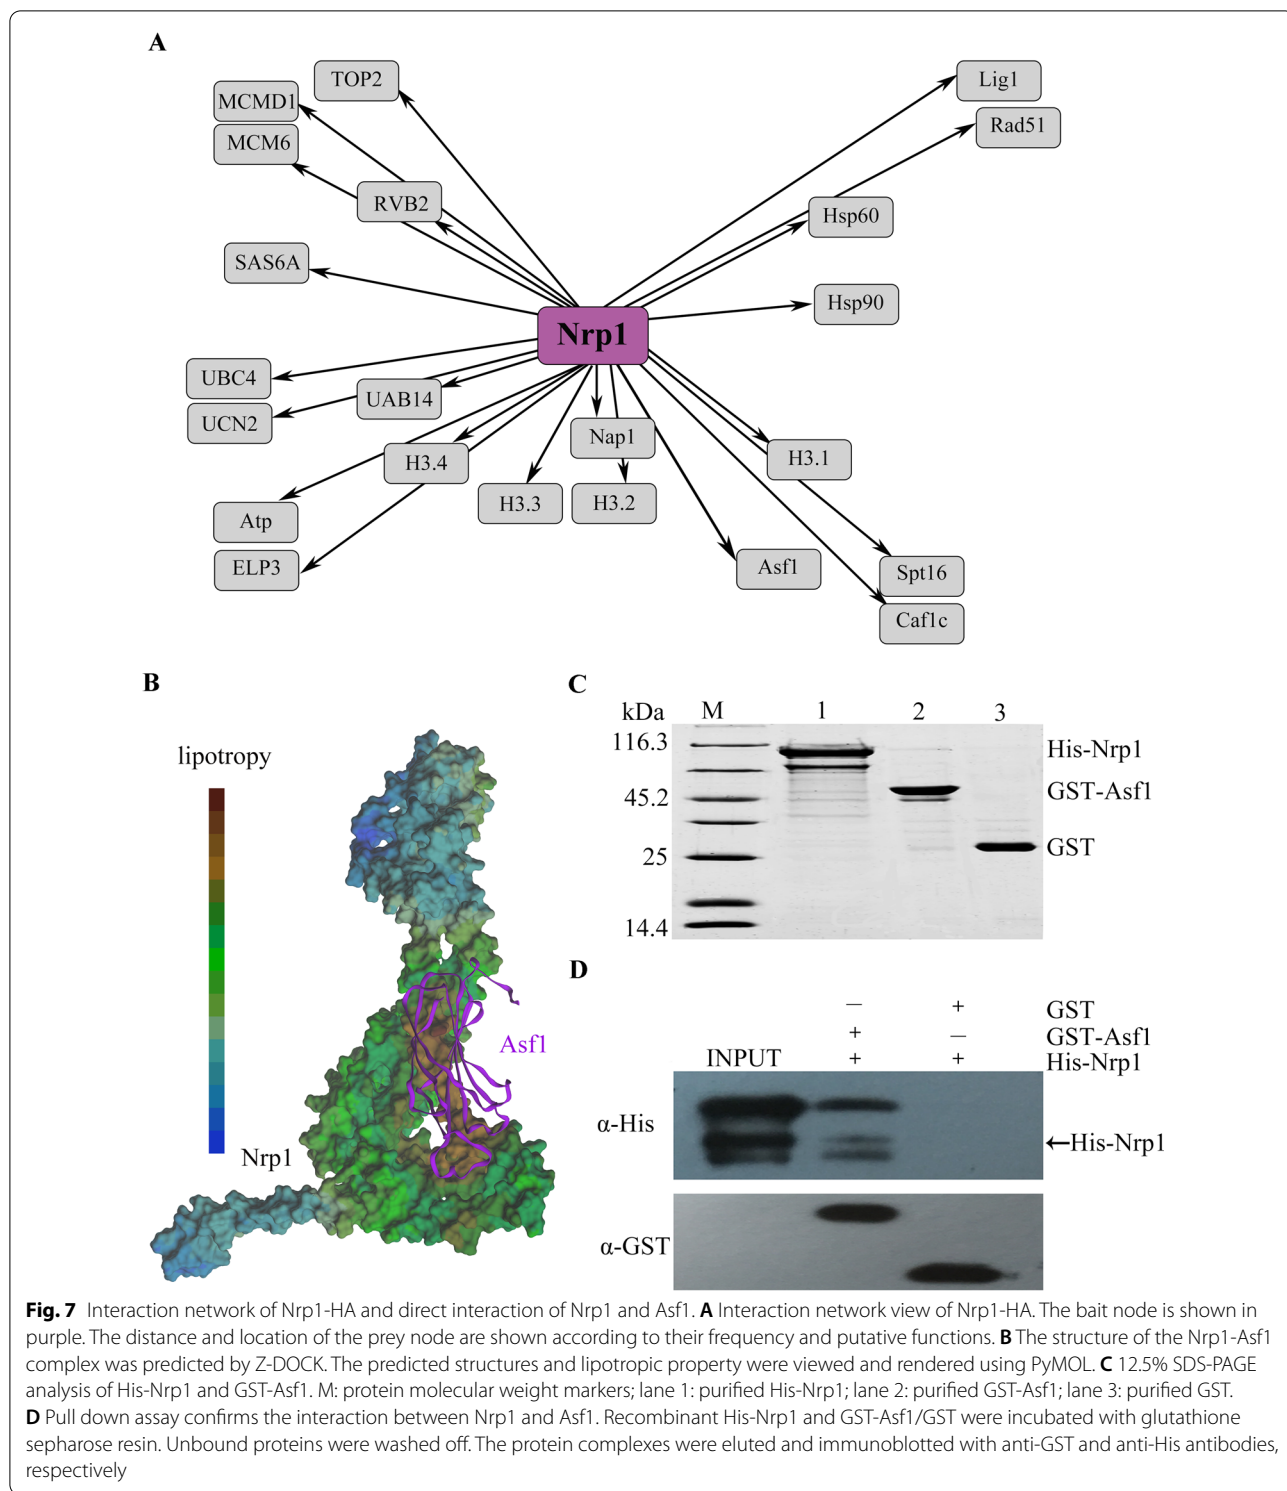 A
TOP2
Lig1
MCMD1
Rad51
MCM6
RVB2
Hsp60
SAS6A
Hsp90
Nrp1
UBC4
UAB14
UCN2
Nap1
H3.1
H3.4
H3.3
H3.2
Atp
Asf1
Spt16
ELP3
Caf1c
B
lipotropy
Asf1
Nrp1
C
kDa M 1 2 3
116.3
His-Nrp1
45.2
GST-Asf1
25
GST
14.4
D
— + GST
+ — GST-Asf1
INPUT + + His-Nrp1
α-His
←His-Nrp1
α-GST
Fig. 7 Interaction network of Nrp1-HA and direct interaction of Nrp1 and Asf1. A Interaction network view of Nrp1-HA. The bait node is shown in
purple. The distance and location of the prey node are shown according to their frequency and putative functions. B The structure of the Nrp1-Asf1
complex was predicted by Z-DOCK. The predicted structures and lipotropic property were viewed and rendered using PyMOL. C 12.5% SDS-PAGE
analysis of His-Nrp1 and GST-Asf1. M: protein molecular weight markers; lane 1: purified His-Nrp1; lane 2: purified GST-Asf1; lane 3: purified GST.
D Pull down assay confirms the interaction between Nrp1 and Asf1. Recombinant His-Nrp1 and GST-Asf1/GST were incubated with glutathione
sepharose resin. Unbound proteins were washed off. The protein complexes were eluted and immunoblotted with anti-GST and anti-His antibodies,
respectively